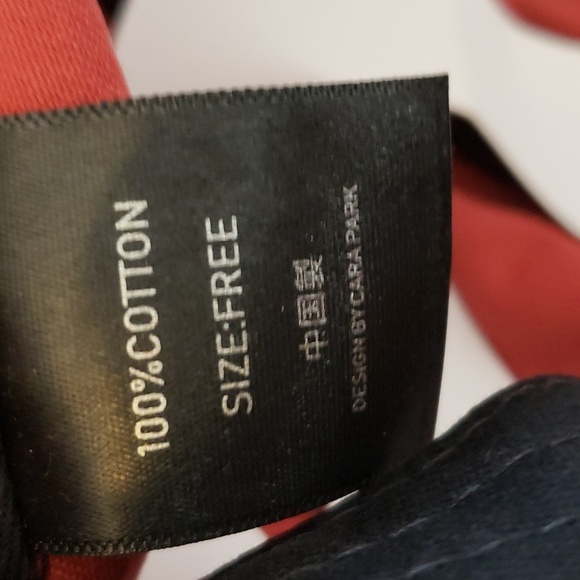 100%COTTON
SIZE:FREE
中国製
DESIGN BY CARA PARK